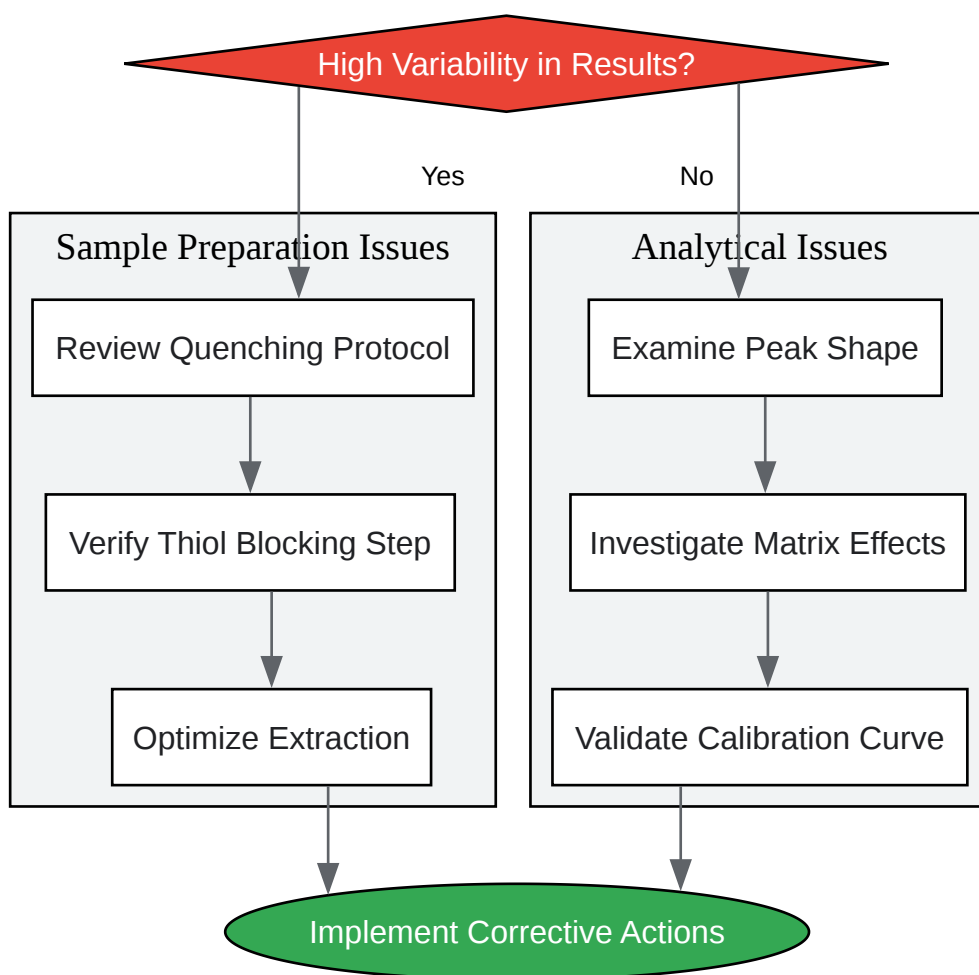 High Variability in Results?
Yes
No
Sample Preparation Issues
Analytical Issues
Review Quenching Protocol
Examine Peak Shape
Verify Thiol Blocking Step
Investigate Matrix Effects
Optimize Extraction
Validate Calibration Curve
Implement Corrective Actions